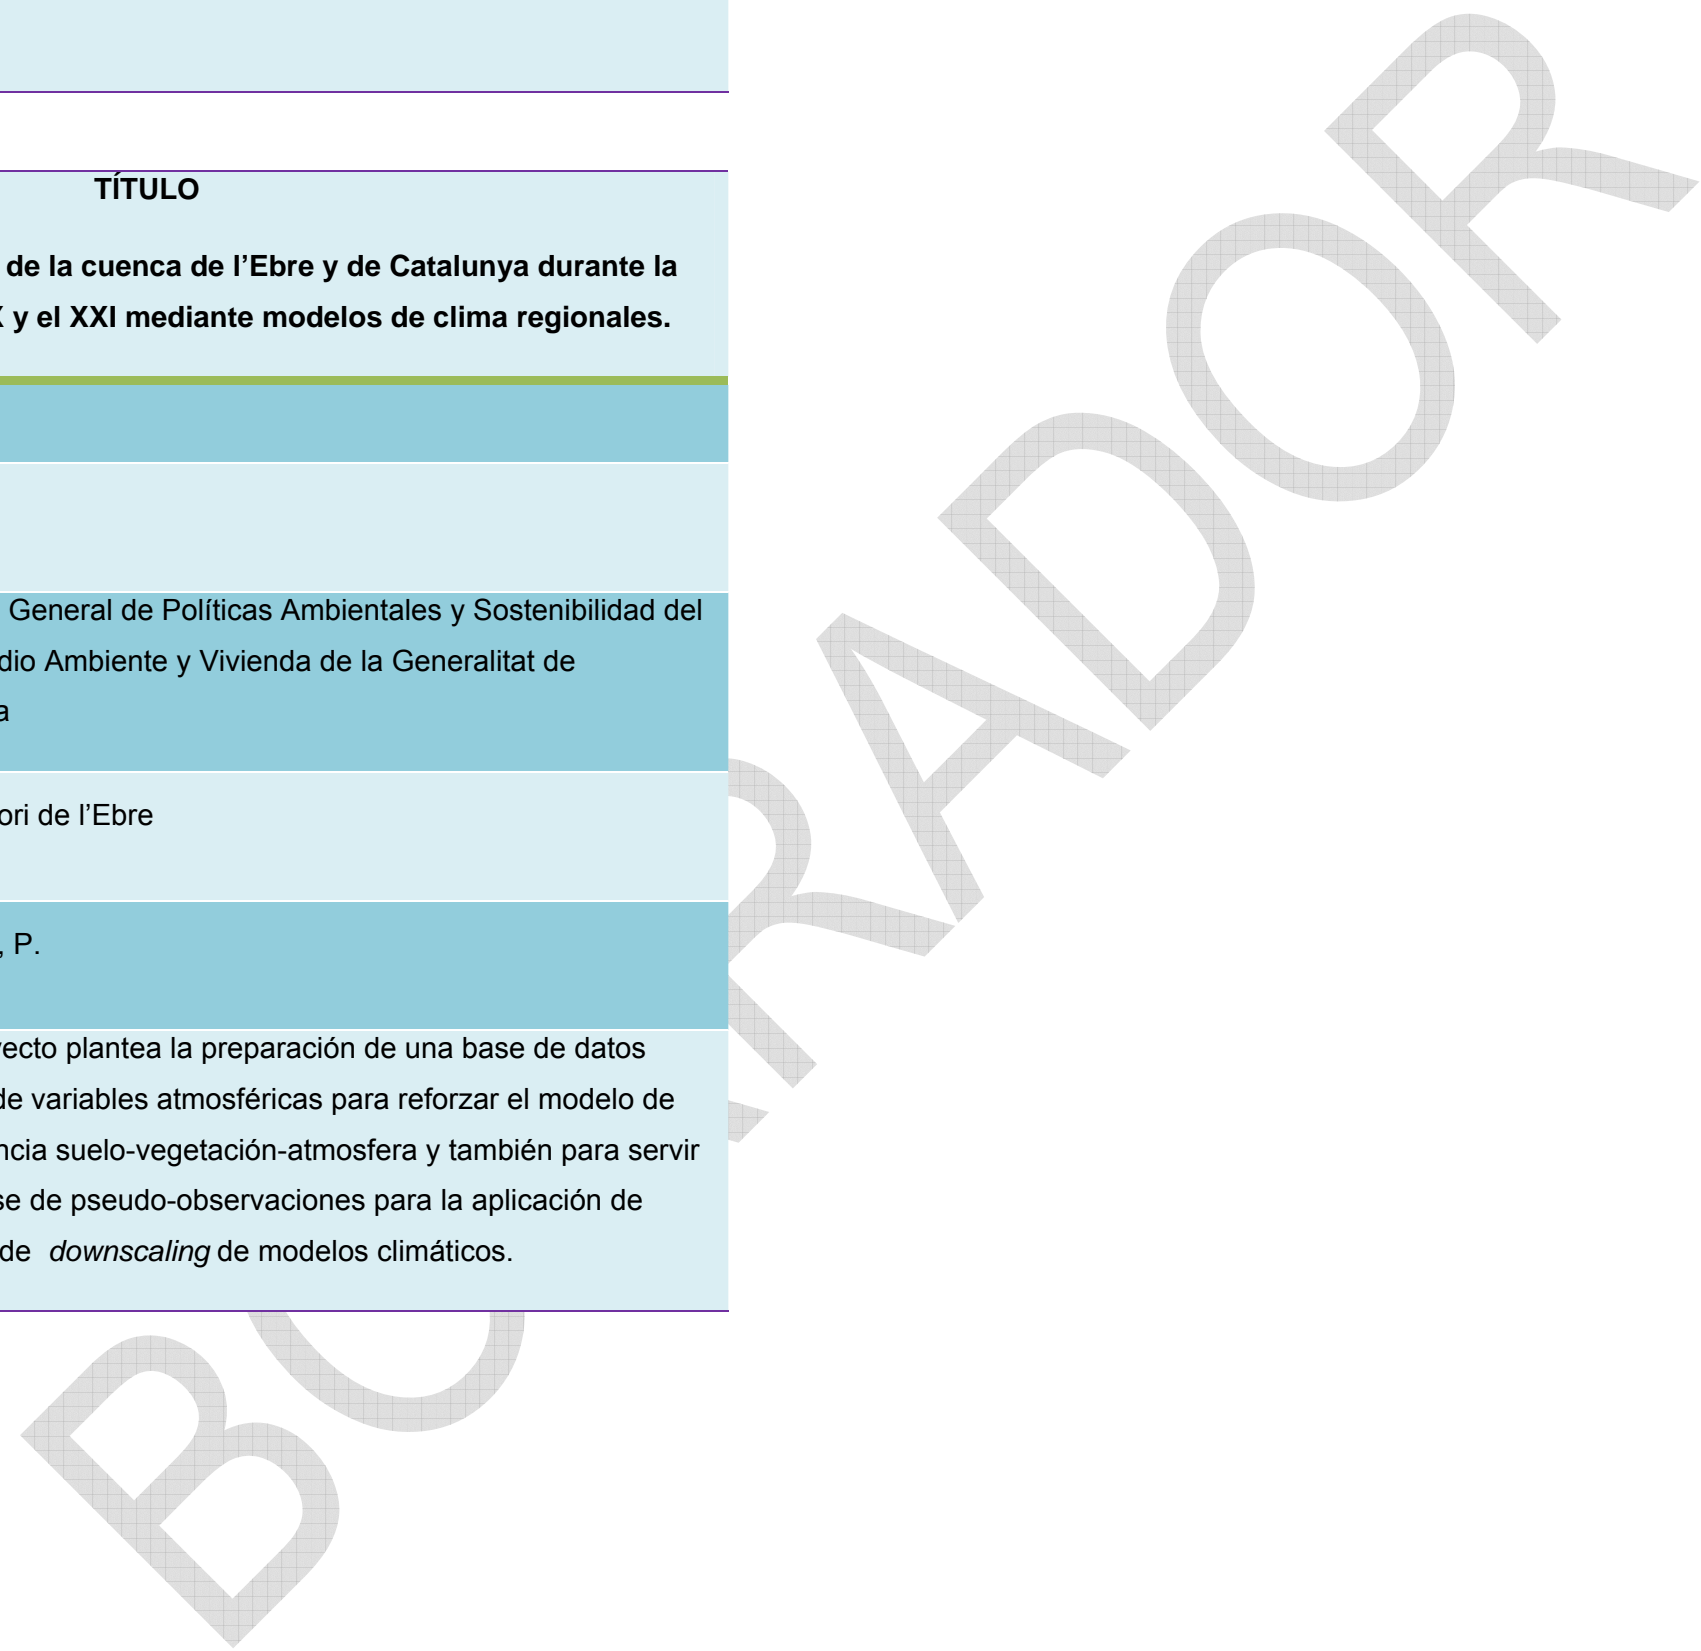 TÍTULO
de la cuenca de l’Ebre y de Catalunya durante la
X y el XXI mediante modelos de clima regionales.
General de Políticas Ambientales y Sostenibilidad del
dio Ambiente y Vivienda de la Generalitat de
a
ori de l’Ebre
, P.
yecto plantea la preparación de una base de datos
de variables atmosféricas para reforzar el modelo de
ncia suelo-vegetación-atmosfera y también para servir
se de pseudo-observaciones para la aplicación de
de downscaling de modelos climáticos.
BORRADOR